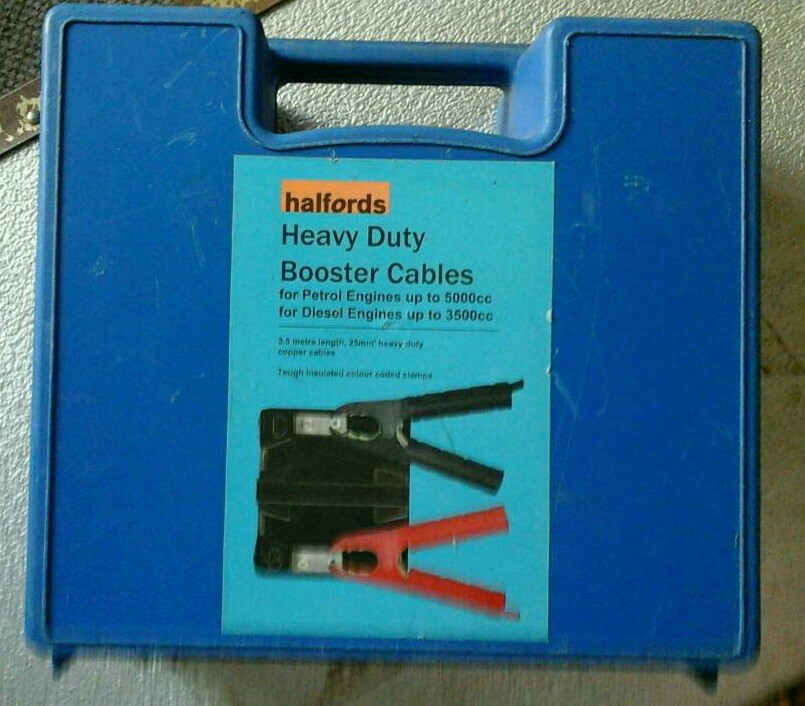 halfords
Heavy Duty
Booster Cables
for Petrol Engines up to 5000cc
for Diesel Engines up to 3500cc
3.5 metre length, 25mm² heavy duty
copper cables
Tough insulated colour coded clamps